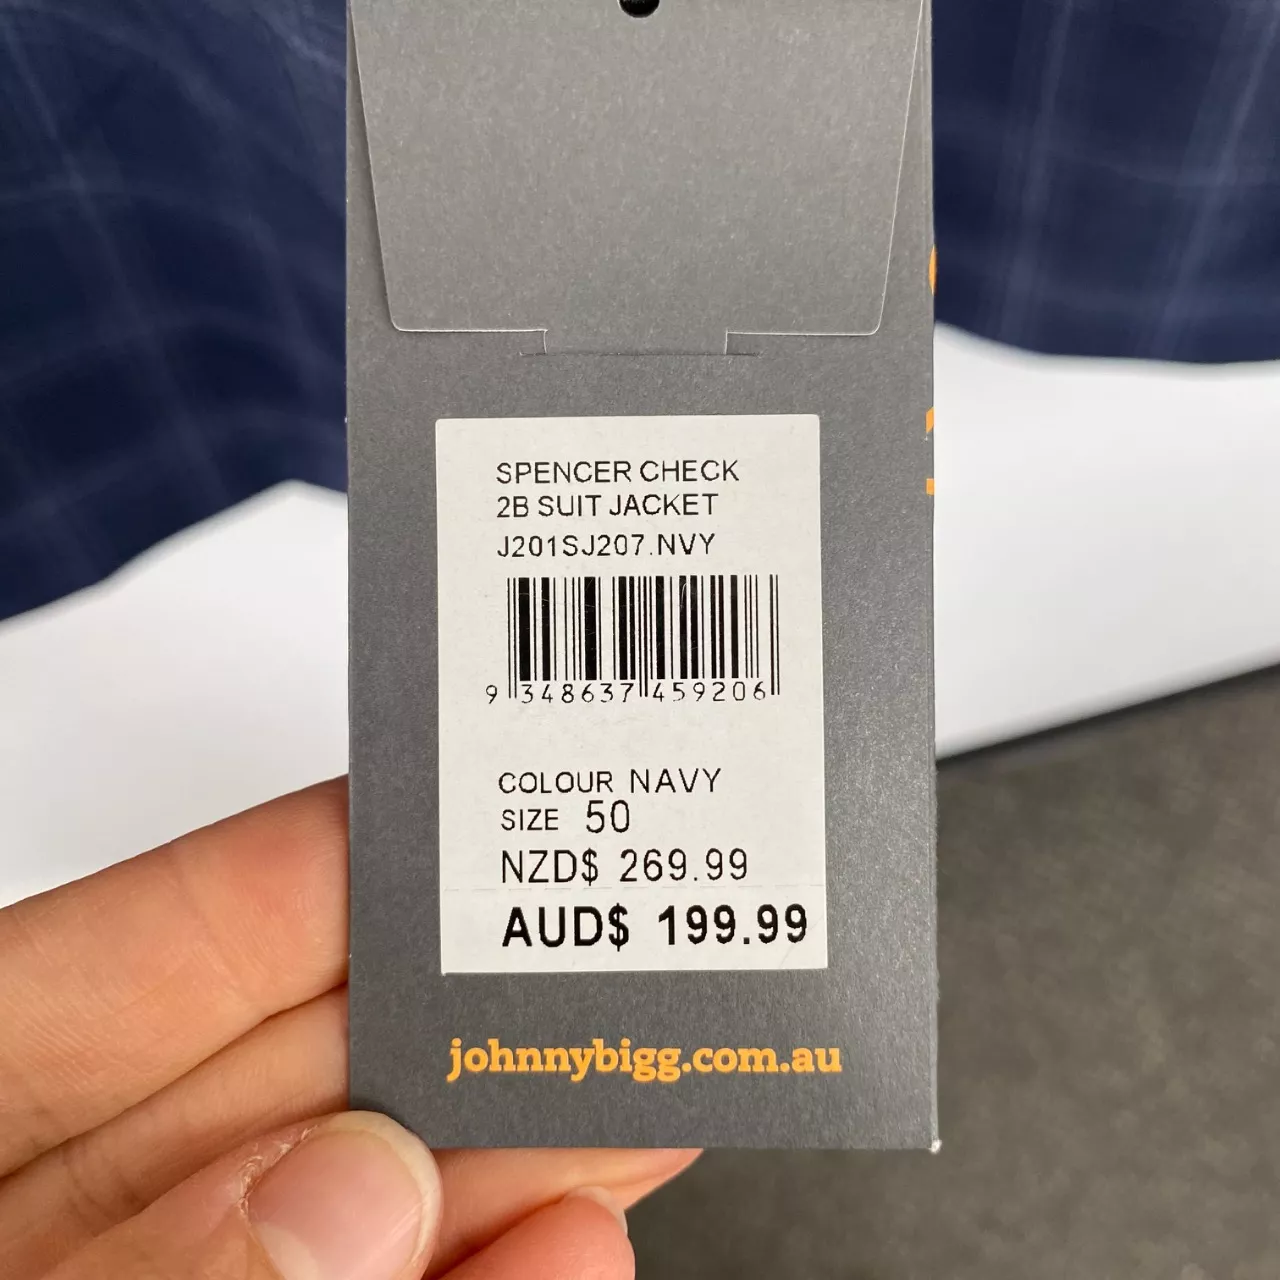 SPENCER CHECK
2B SUIT JACKET
J201SJ207.NVY
9 348637 459206
COLOUR NAVY
SIZE 50
NZD$ 269.99
AUD$ 199.99
johnnybigg.com.au